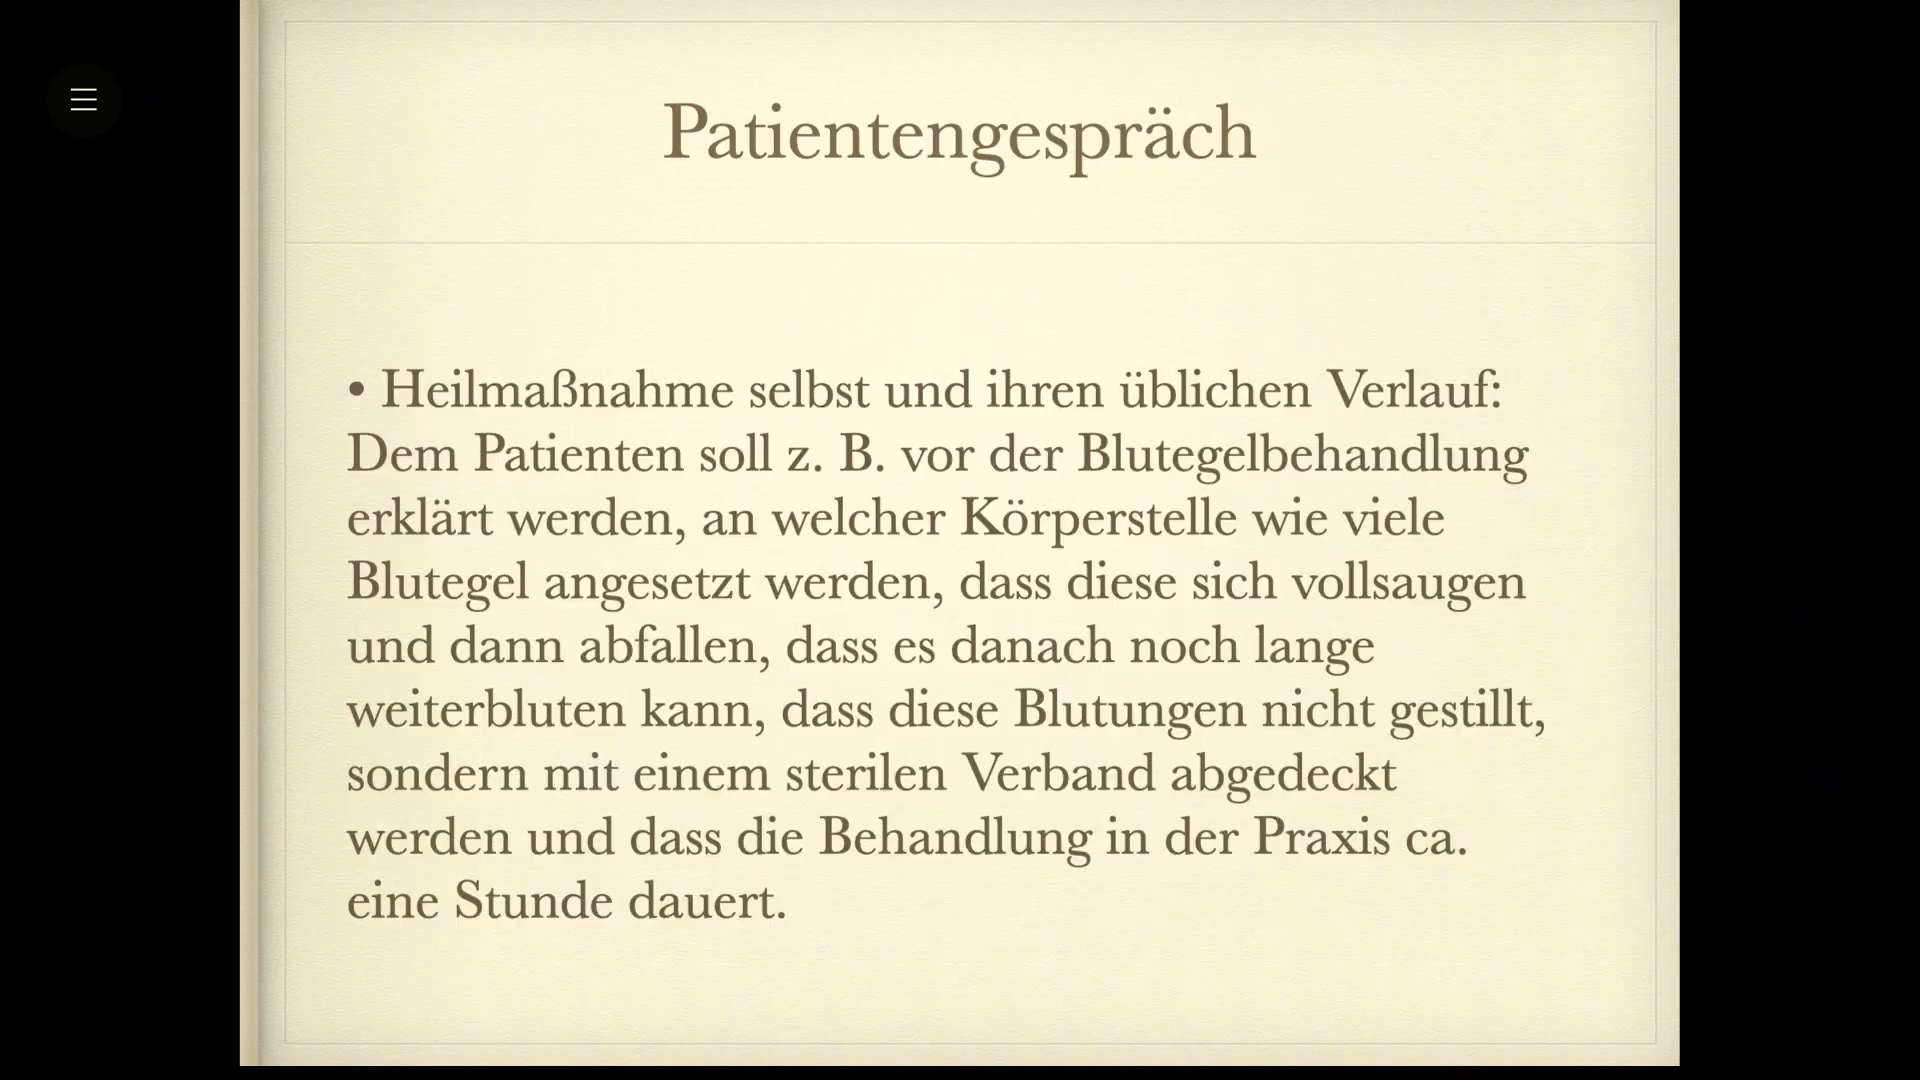 Patientengespräch
• Heilmaßnahme selbst und ihren üblichen Verlauf:
Dem Patienten soll z. B. vor der Blutegelbehandlung
erklärt werden, an welcher Körperstelle wie viele
Blutegel angesetzt werden, dass diese sich vollsaugen
und dann abfallen, dass es danach noch lange
weiterbluten kann, dass diese Blutungen nicht gestillt,
sondern mit einem sterilen Verband abgedeckt
werden und dass die Behandlung in der Praxis ca.
eine Stunde dauert.